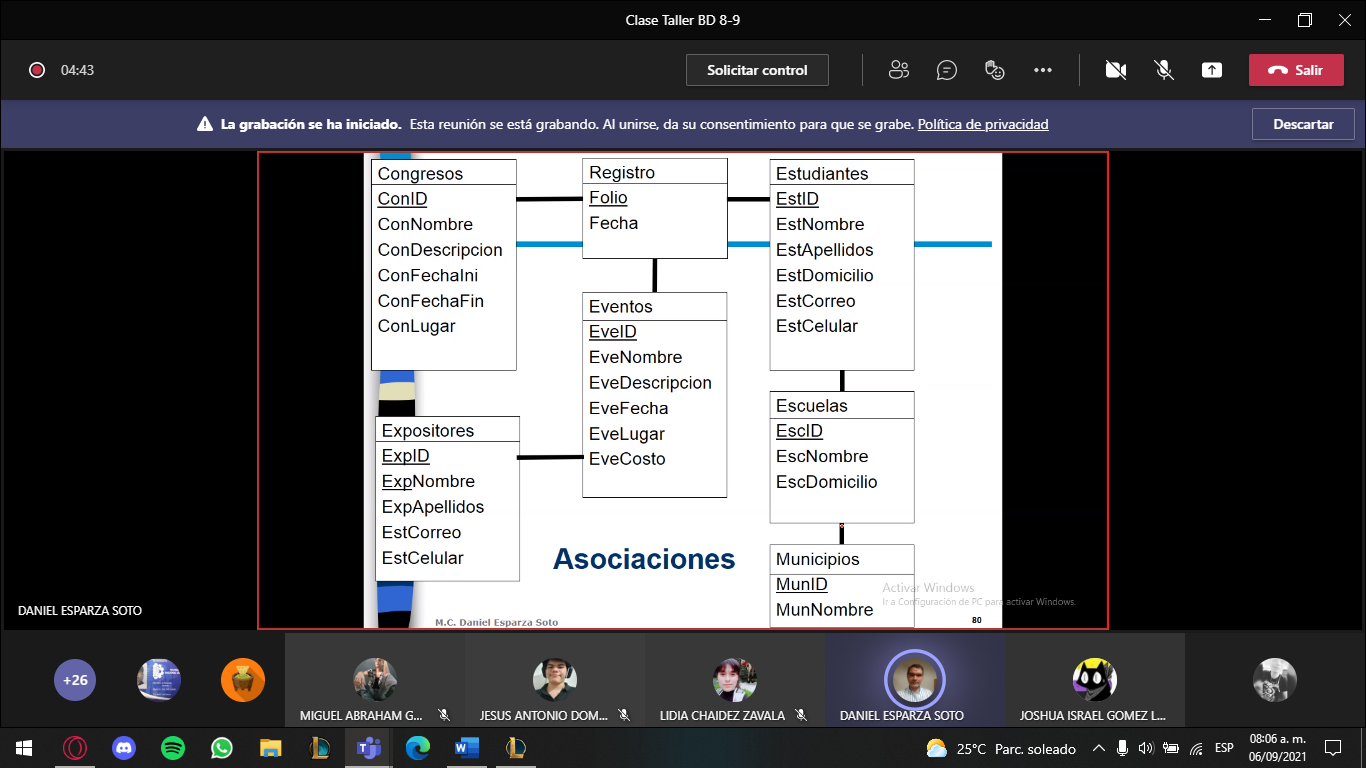 Clase Taller BD 8-9
04:43
Solicitar control
Salir
La grabación se ha iniciado. Esta reunión se está grabando. Al unirse, da su consentimiento para que se grabe. Política de privacidad
Descartar
Congresos
ConID
ConNombre
ConDescripcion
ConFechaIni
ConFechaFin
ConLugar
Registro
Folio
Fecha
Estudiantes
EstID
EstNombre
EstApellidos
EstDomicilio
EstCorreo
EstCelular
Eventos
EveID
EveNombre
EveDescripcion
EveFecha
EveLugar
EveCosto
Expositores
ExpID
ExpNombre
ExpApellidos
EstCorreo
EstCelular
Escuelas
EscID
EscNombre
EscDomicilio
Asociaciones
Municipios
MunID
MunNombre
Activar Windows
Ir a Configuración de PC para activar Windows.
M.C. Daniel Esparza Soto
80
DANIEL ESPARZA SOTO
+26
MIGUEL ABRAHAM G...
JESUS ANTONIO DOM...
LIDIA CHAIDEZ ZAVALA
DANIEL ESPARZA SOTO
JOSHUA ISRAEL GOMEZ L...
25°C Parc. soleado
ESP
08:06 a. m.
06/09/2021